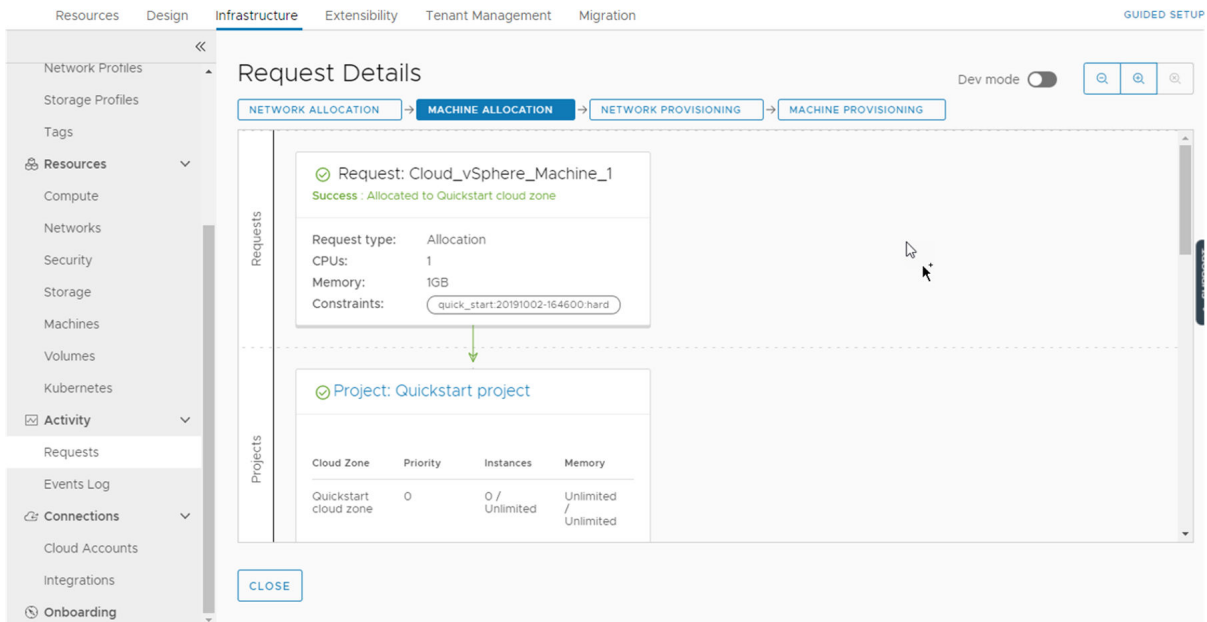 Resources Design Infrastructure Extensibility Tenant Management Migration GUIDED SETUP
«
Network Profiles
Storage Profiles
Tags
Resources
Compute
Networks
Security
Storage
Machines
Volumes
Kubernetes
Activity
Requests
Events Log
Connections
Cloud Accounts
Integrations
Onboarding
Request Details
Dev mode
NETWORK ALLOCATION → MACHINE ALLOCATION → NETWORK PROVISIONING → MACHINE PROVISIONING
Requests
Request: Cloud_vSphere_Machine_1
Success : Allocated to Quickstart cloud zone
Request type: Allocation
CPUs: 1
Memory: 1GB
Constraints: quick_start:20191002-164600:hard
Projects
Project: Quickstart project
Cloud Zone Priority Instances Memory
Quickstart 0 0 / Unlimited
cloud zone Unlimited /
Unlimited
CLOSE